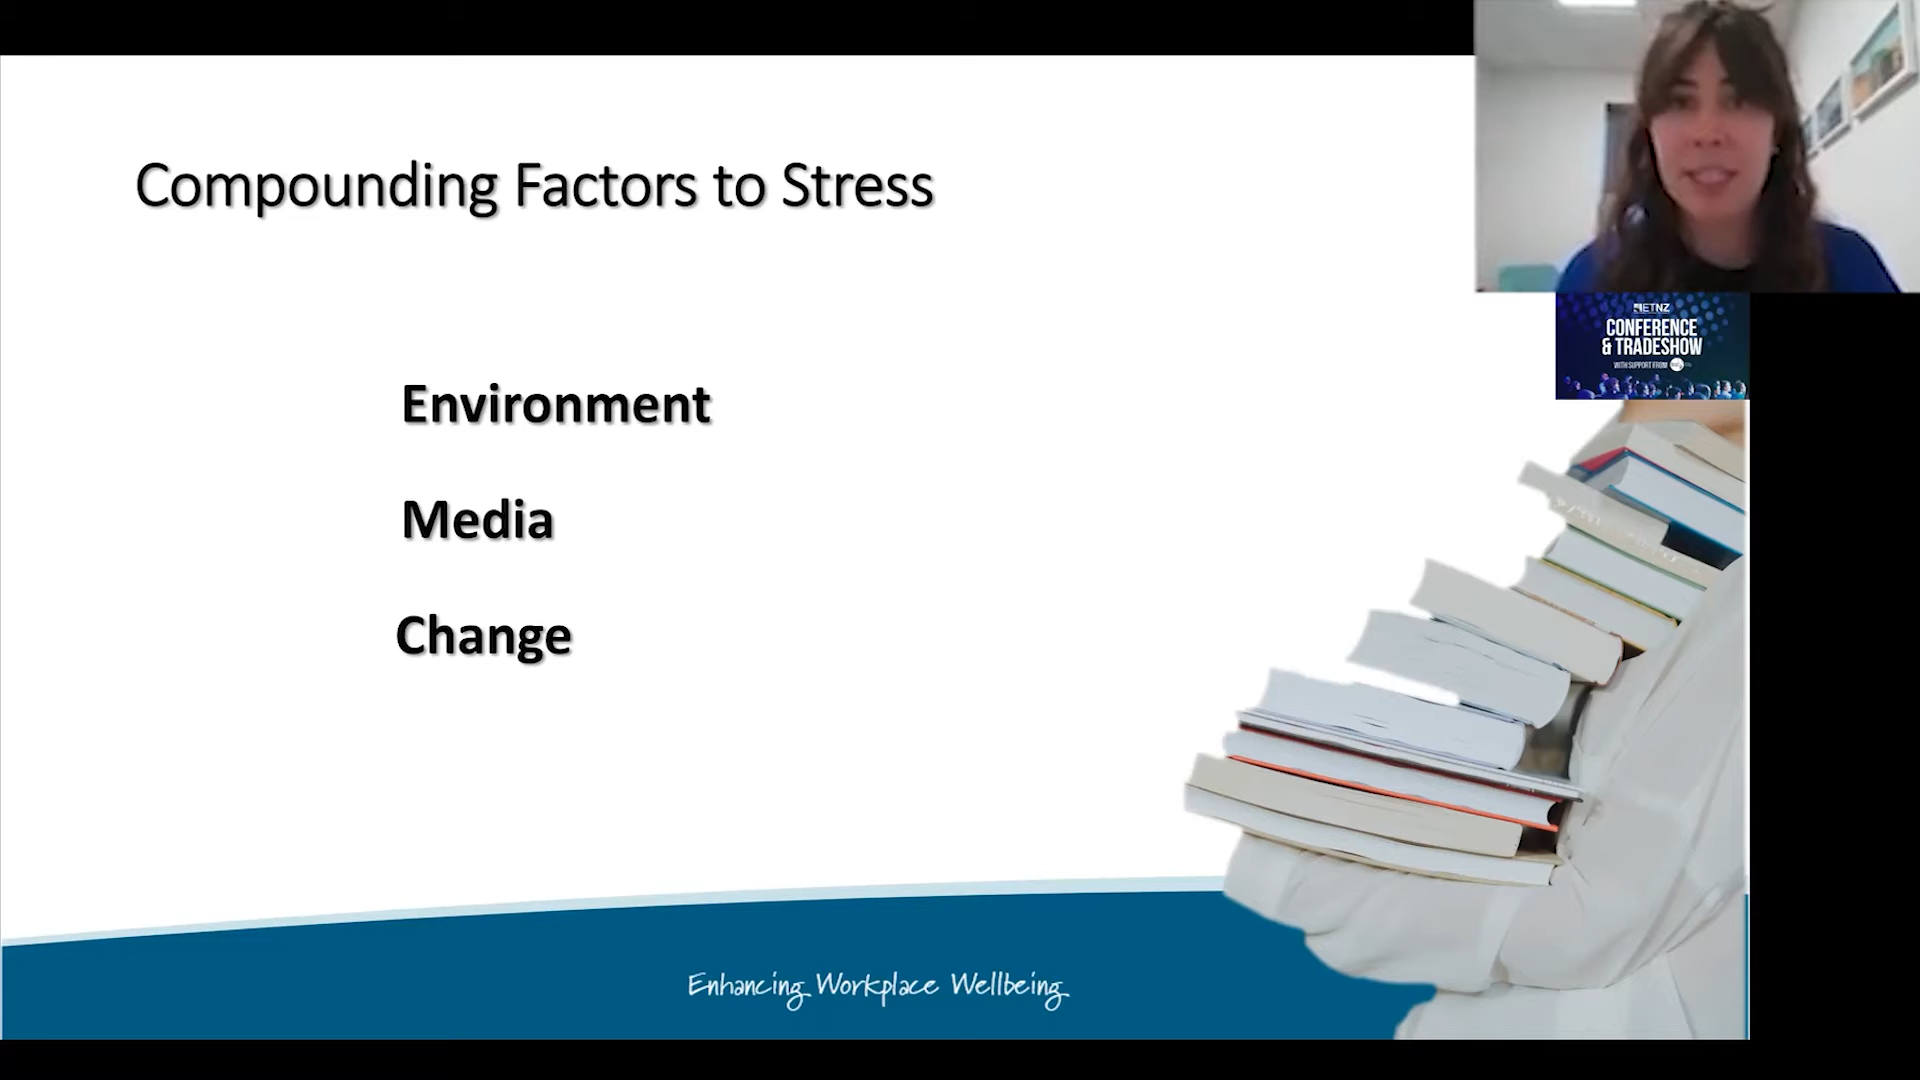 Compounding Factors to Stress
ETNZ
CONFERENCE
& TRADESHOW
WITH SUPPORT FROM
Environment
Media
Change
Enhancing Workplace Wellbeing